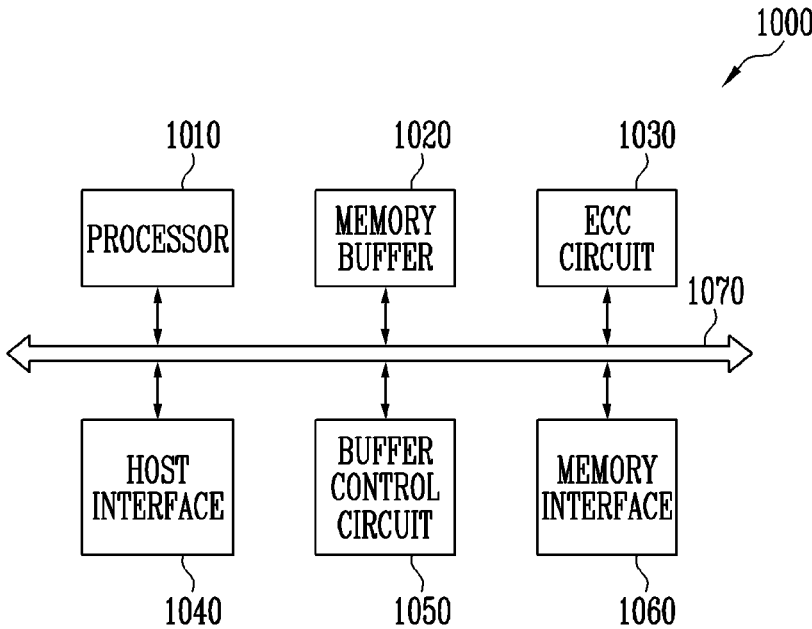 1000
1010
1020
1030
PROCESSOR
MEMORY
BUFFER
ECC
CIRCUIT
1070
HOST
INTERFACE
BUFFER
CONTROL
CIRCUIT
MEMORY
INTERFACE
1040
1050
1060